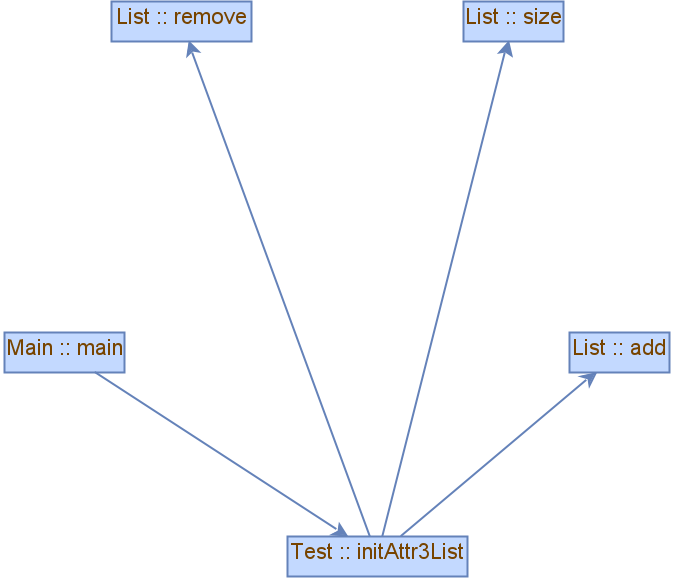 List :: remove
List :: size
Main :: main
List :: add
Test :: initAttr3List